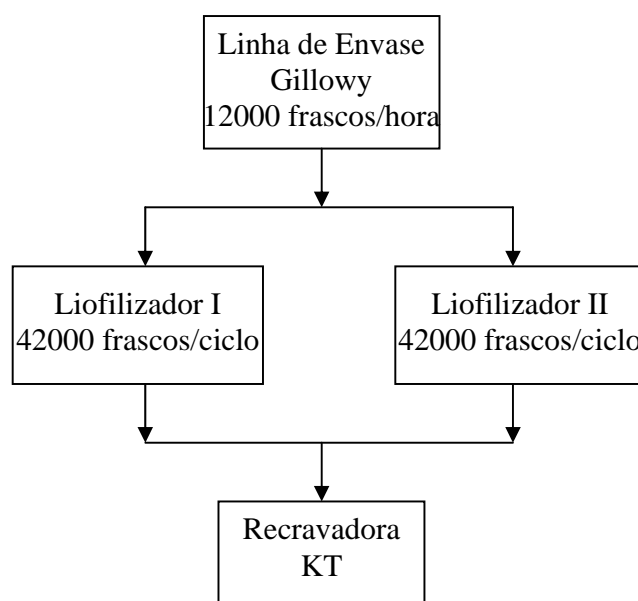 Linha de Envase
Gillowy
12000 frascos/hora
Liofilizador I
42000 frascos/ciclo
Liofilizador II
42000 frascos/ciclo
Recravadora
KT